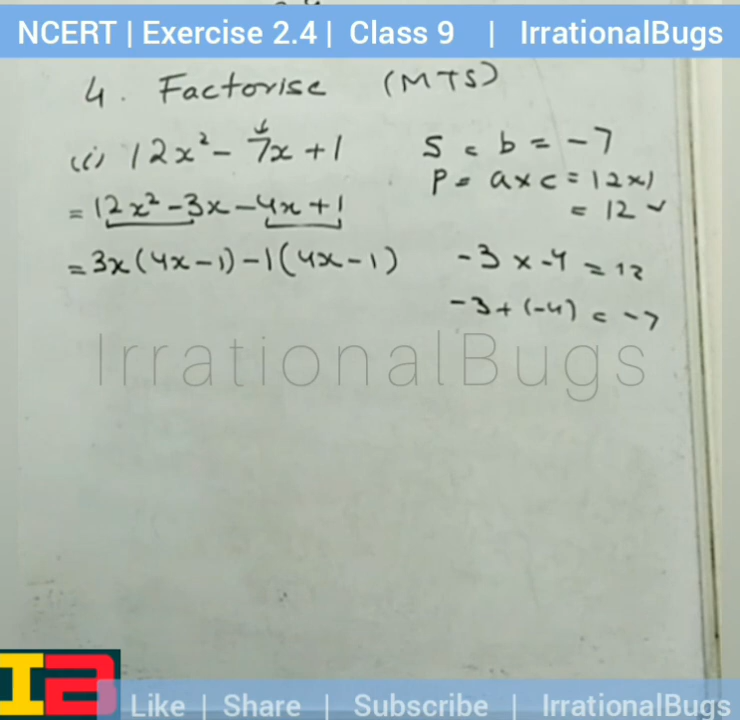 NCERT | Exercise 2.4 | Class 9 | IrrationalBugs
4. Factorise (MTS)
(i) 12x² - 7x + 1
S = b = -7
P = a×c = 12×1
= 12x² - 3x - 4x + 1
= 12 ✓
= 3x(4x - 1) - 1(4x - 1)
-3 × -4 = 12
-3 + (-4) = -7
IrrationalBugs
IB
Like | Share | Subscribe | IrrationalBugs